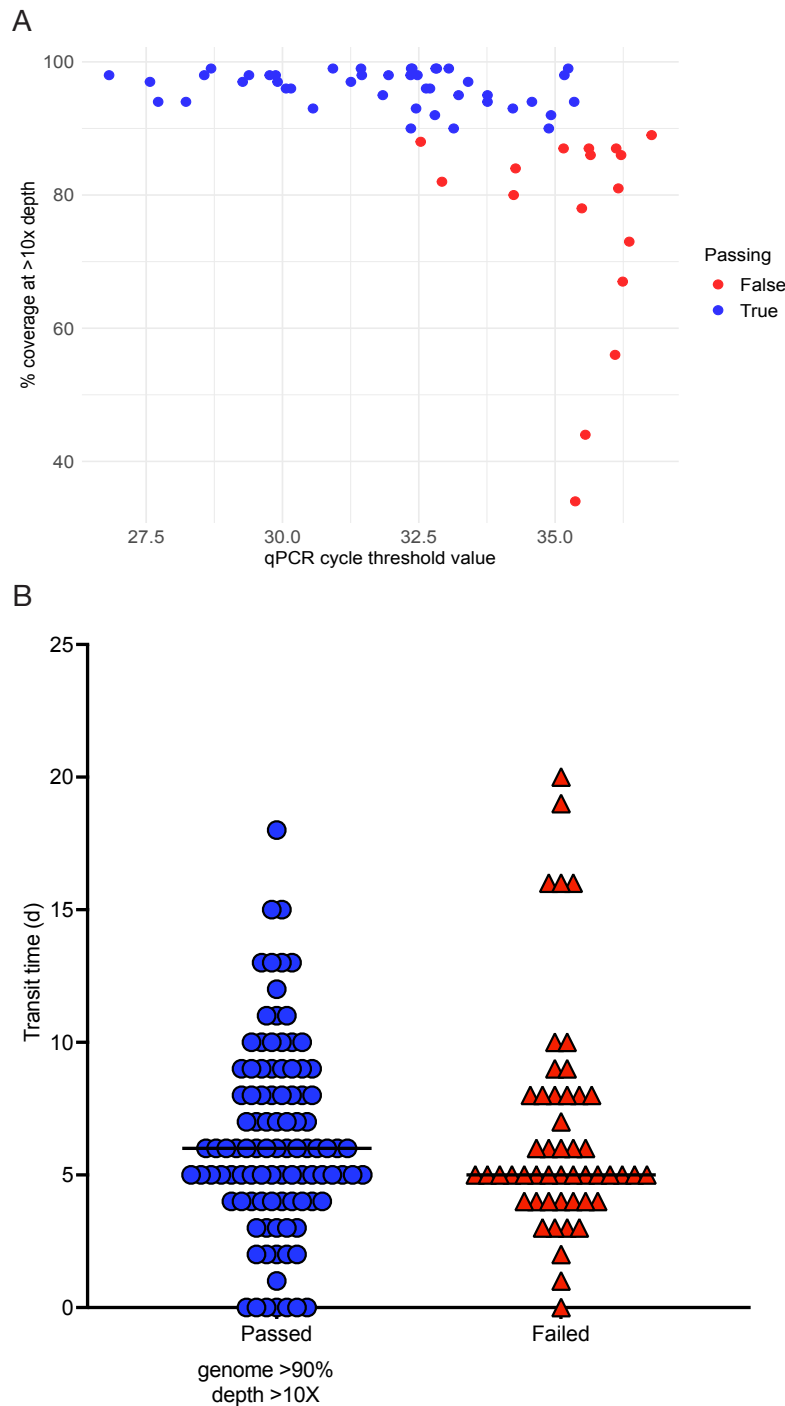 A
100
80
60
40
% coverage at >10x depth
27.5 30.0 32.5 35.0
qPCR cycle threshold value
Passing
False
True
B
25
20
15
10
5
0
Transit time (d)
Passed Failed
genome >90%
depth >10X